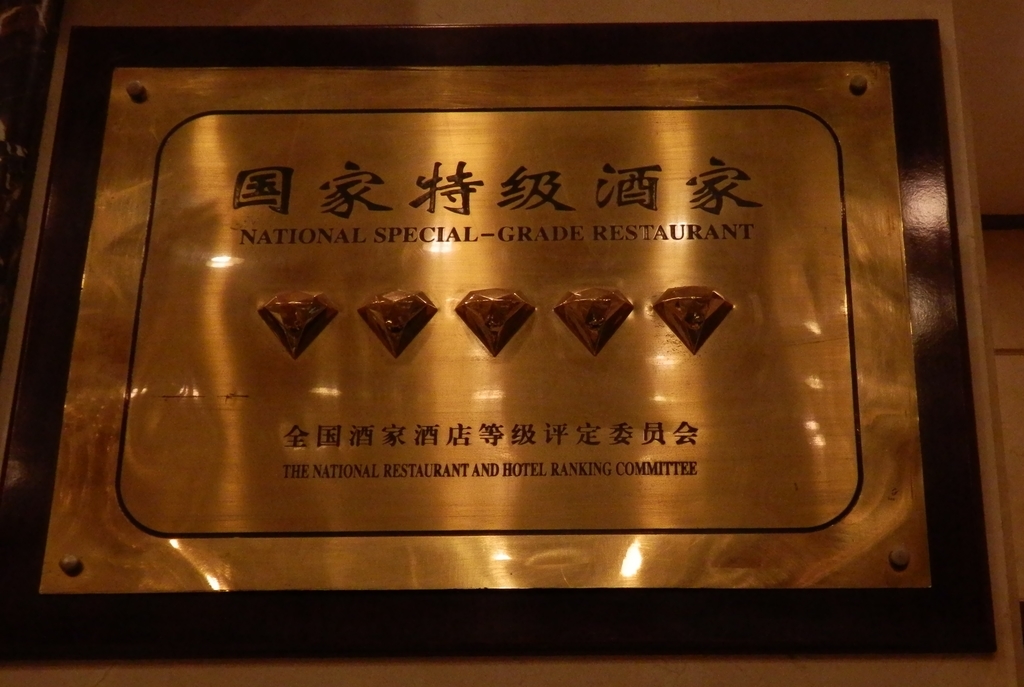 国家特级酒家
NATIONAL SPECIAL-GRADE RESTAURANT
全国酒家酒店等级评定委员会
THE NATIONAL RESTAURANT AND HOTEL RANKING COMMITTEE